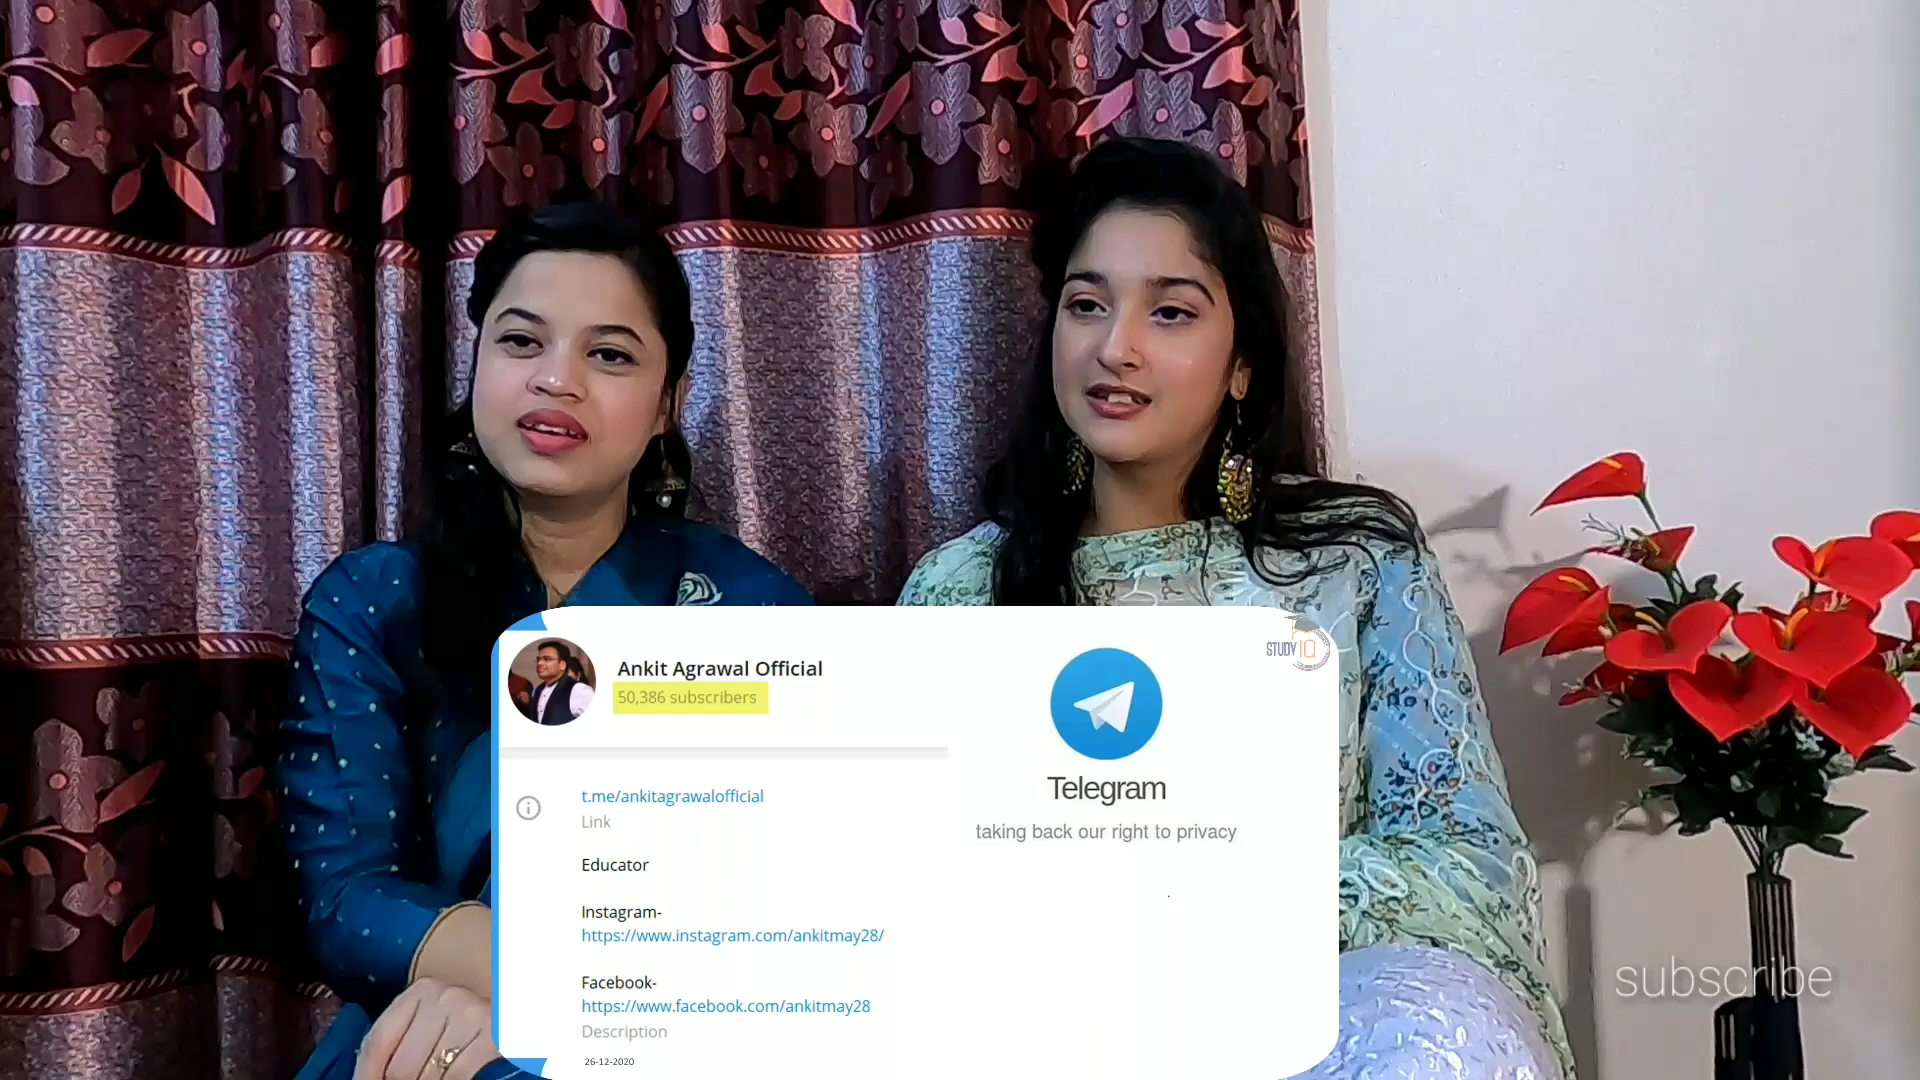 Ankit Agrawal Official
50,386 subscribers
t.me/ankitagrawalofficial
Link
Educator
Instagram-
https://www.instagram.com/ankitmay28/
Facebook-
https://www.facebook.com/ankitmay28
Description
26-12-2020
STUDY IQ
Telegram
taking back our right to privacy
subscribe